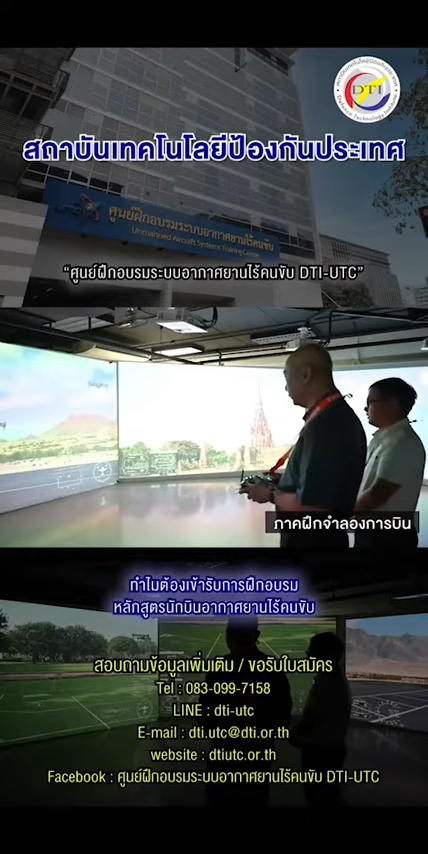 DTI
สถาบันเทคโนโลยีป้องกันประเทศ
ศูนย์ฝึกอบรมระบบอากาศยานไร้คนขับ
Unmanned Aircraft Systems Training Centre
“ศูนย์ฝึกอบรมระบบอากาศยานไร้คนขับ DTI-UTC”
ภาคฝึกจำลองการบิน
ทำไมต้องเข้ารับการฝึกอบรม
หลักสูตรนักบินอากาศยานไร้คนขับ
สอบถามข้อมูลเพิ่มเติม / ขอรับใบสมัคร
Tel : 083-099-7158
LINE : dti-utc
E-mail : dti.utc@dti.or.th
website : dtiutc.or.th
Facebook : ศูนย์ฝึกอบรมระบบอากาศยานไร้คนขับ DTI-UTC